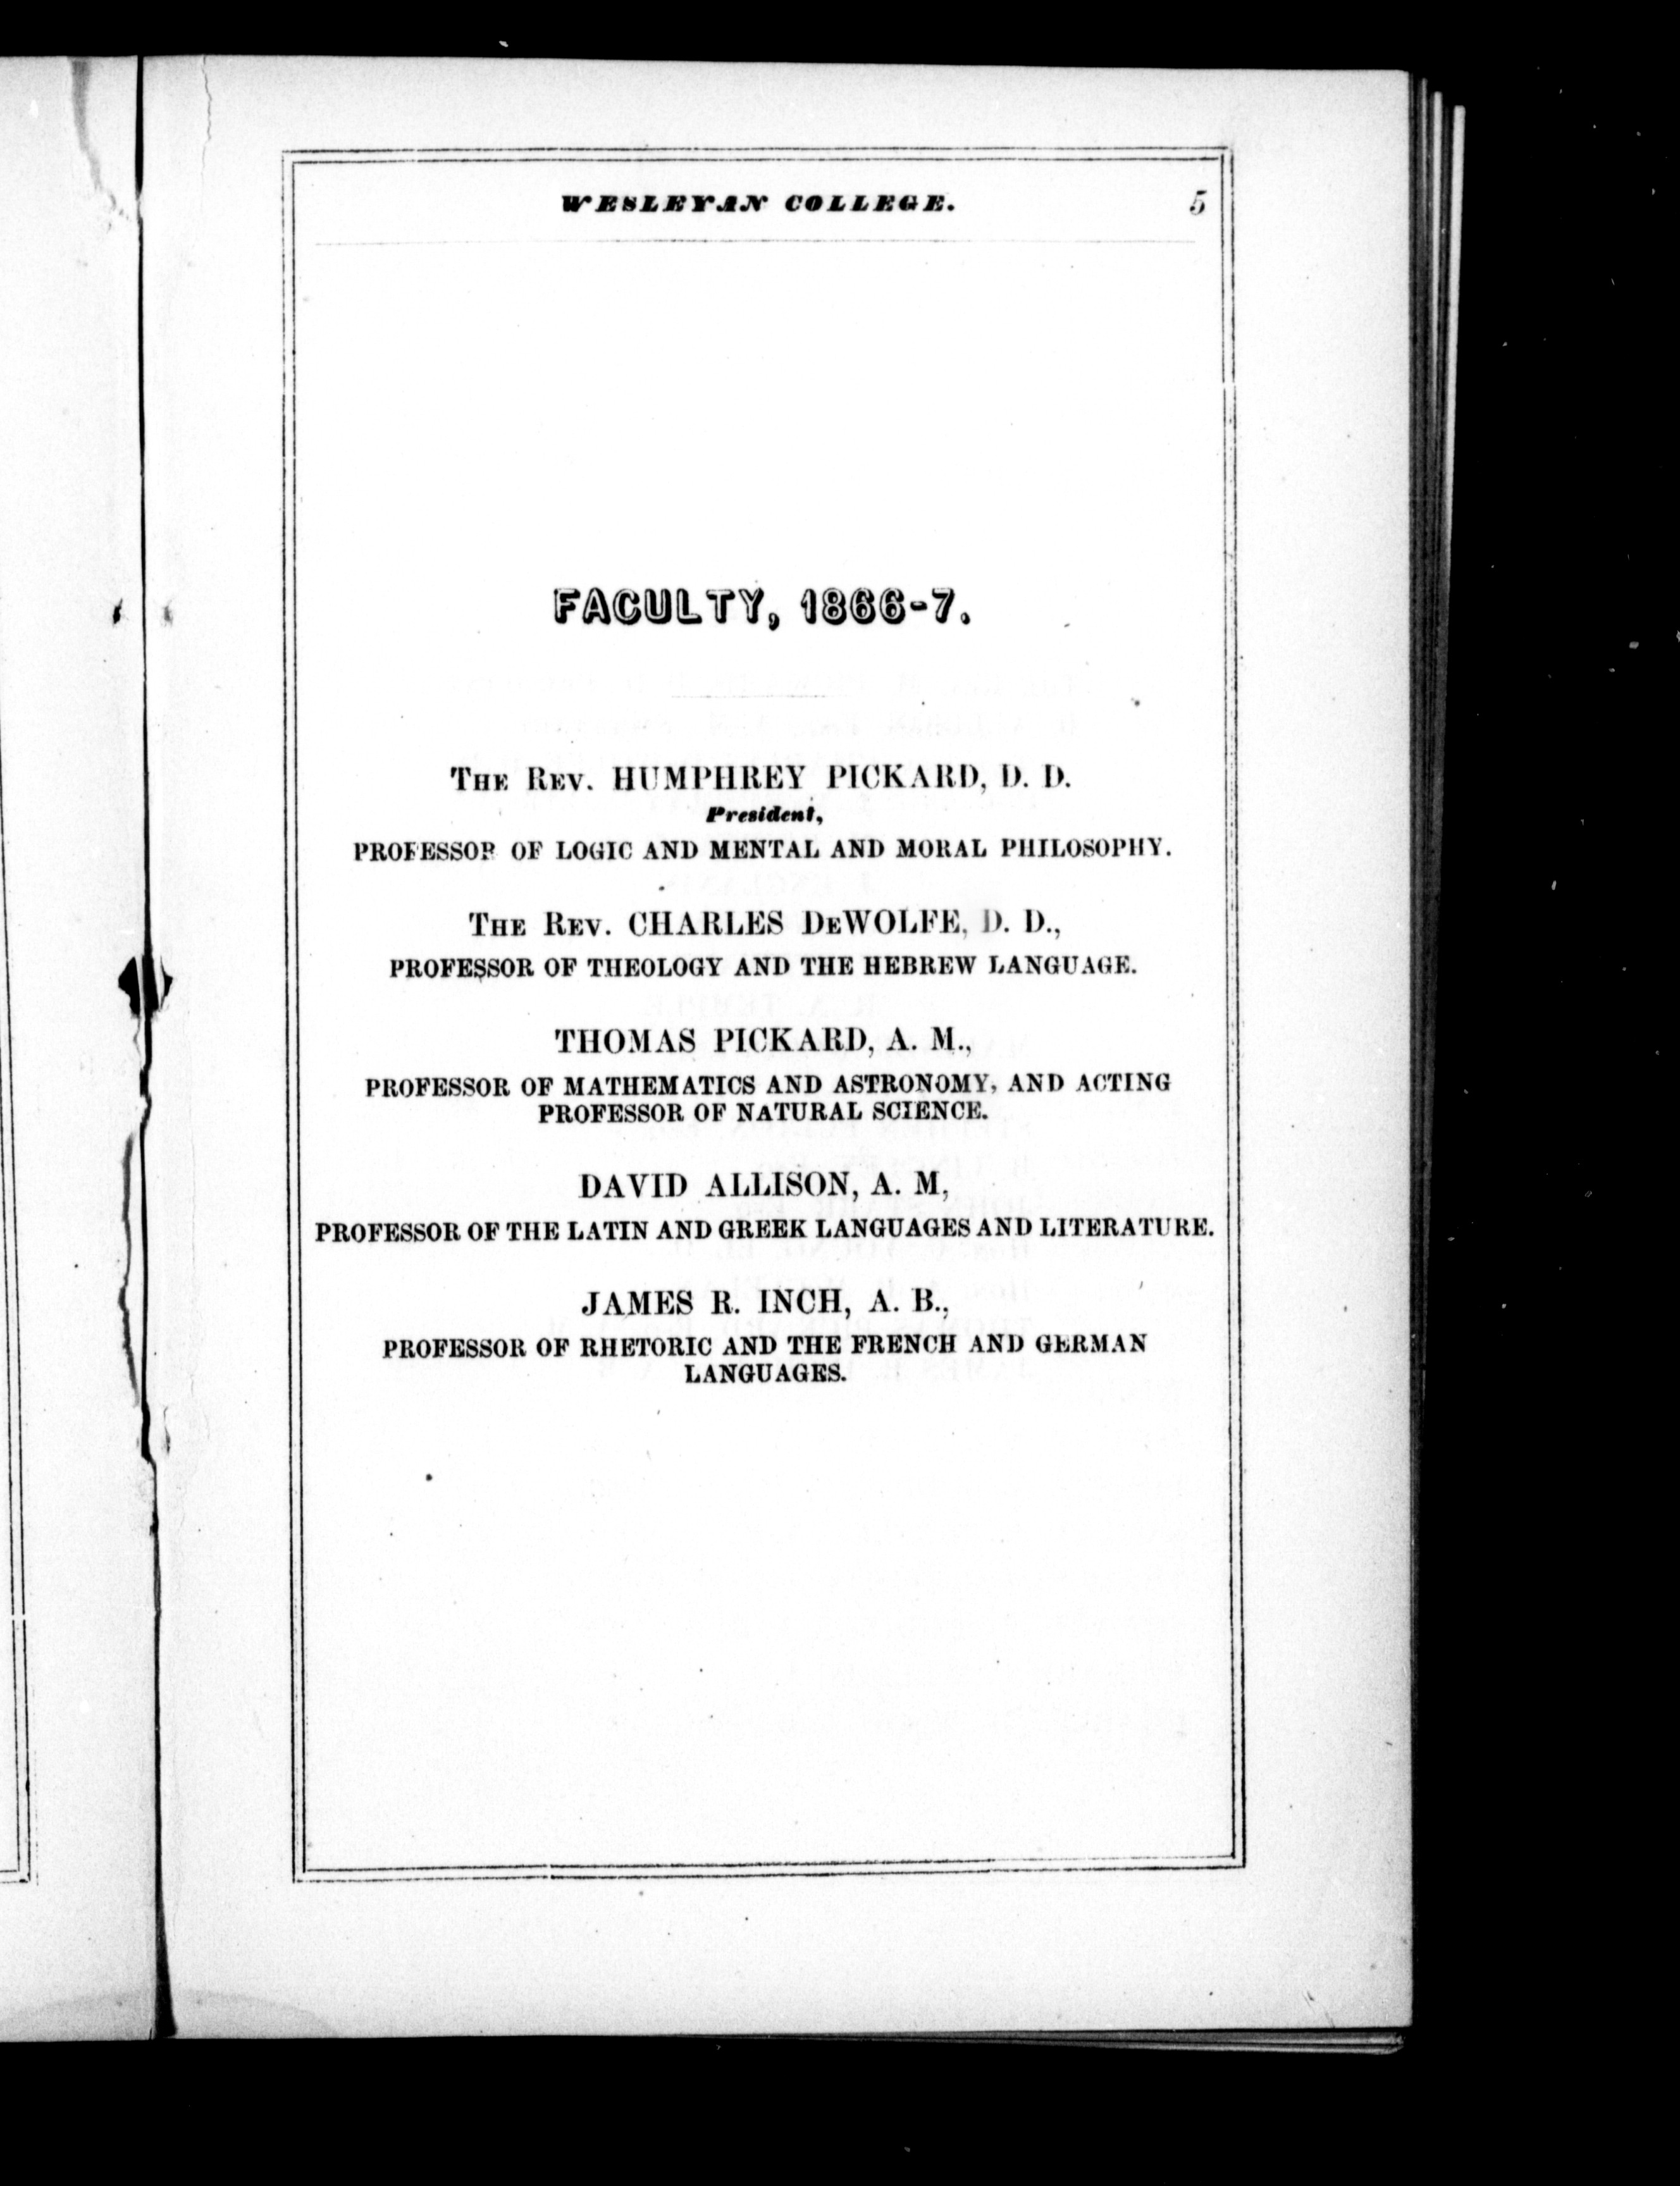 WESLEYAN COLLEGE. 5
FACULTY, 1866-7.
THE REV. HUMPHREY PICKARD, D. D.
President,
PROFESSOR OF LOGIC AND MENTAL AND MORAL PHILOSOPHY.
THE REV. CHARLES DEWOLFE, D. D.,
PROFESSOR OF THEOLOGY AND THE HEBREW LANGUAGE.
THOMAS PICKARD, A. M.,
PROFESSOR OF MATHEMATICS AND ASTRONOMY, AND ACTING
PROFESSOR OF NATURAL SCIENCE.
DAVID ALLISON, A. M,
PROFESSOR OF THE LATIN AND GREEK LANGUAGES AND LITERATURE.
JAMES R. INCH, A. B.,
PROFESSOR OF RHETORIC AND THE FRENCH AND GERMAN
LANGUAGES.